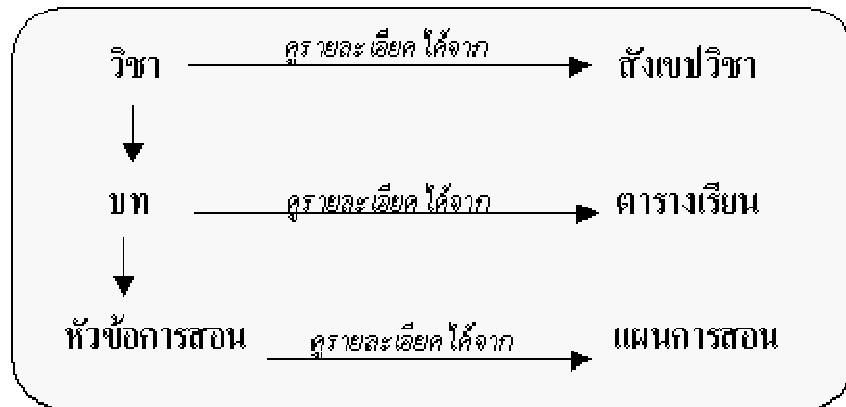 วิชา ดูรายละเอียดได้จาก สังเขปวิชา
บท ดูรายละเอียดได้จาก ตารางเรียน
หัวข้อการสอน ดูรายละเอียดได้จาก แผนการสอน